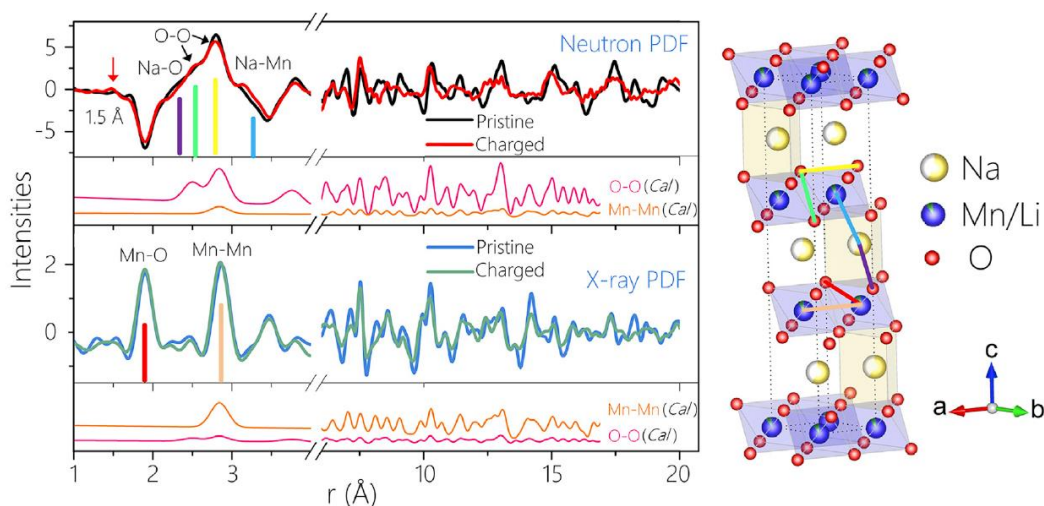 Intensities
5
0
-5
O-O
Na-O
Na-Mn
1.5 Å
Neutron PDF
Pristine
Charged
O-O(Cal)
Mn-Mn(Cal)
2
0
Mn-O
Mn-Mn
Pristine
Charged
X-ray PDF
Mn-Mn(Cal)
O-O(Cal)
1 2 3 10 15 20
r (Å)
Na
Mn/Li
O
c
a b